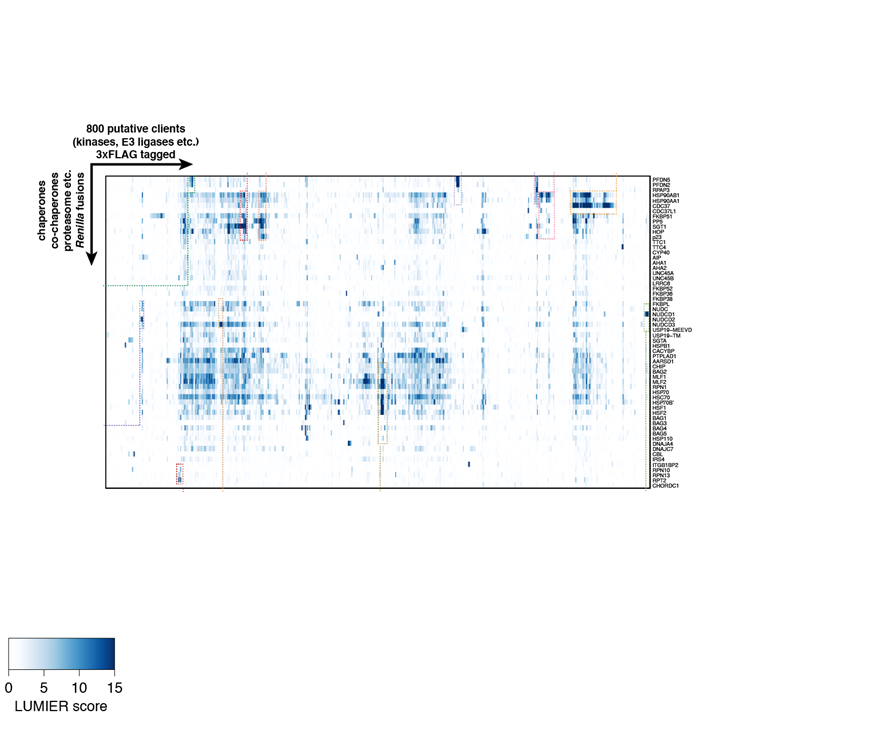 800 putative clients
(kinases, E3 ligases etc.)
3xFLAG tagged
chaperones
co-chaperones
proteasome etc.
Renilla fusions
PFDN5
PFDN2
RPAP3
HSP90AB1
HSP90AA1
CDC37
CDC37L1
FKBP51
PP5
SGT1
HOP
p23
TTC1
TTC4
CYP40
AIP
AHA1
AHA2
UNC45A
UNC45B
LRRC6
FKBP52
FKBP36
FKBP38
FKBPL
NUDC
NUDCD1
NUDCD2
NUDCD3
USP19-MEEVD
USP19-TM
SGTA
HSPB1
CACYBP
PTPLAD1
AARSD1
CHIP
BAG2
MLF1
MLF2
RPN1
HSP70
HSC70
HSP70B'
HSF1
HSF2
BAG1
BAG3
BAG4
BAG5
HSP110
DNAJA4
DNAJC7
CBL
IRS4
ITGB1BP2
RPN10
RPN13
RPT2
CHORDC1
0 5 10 15
LUMIER score